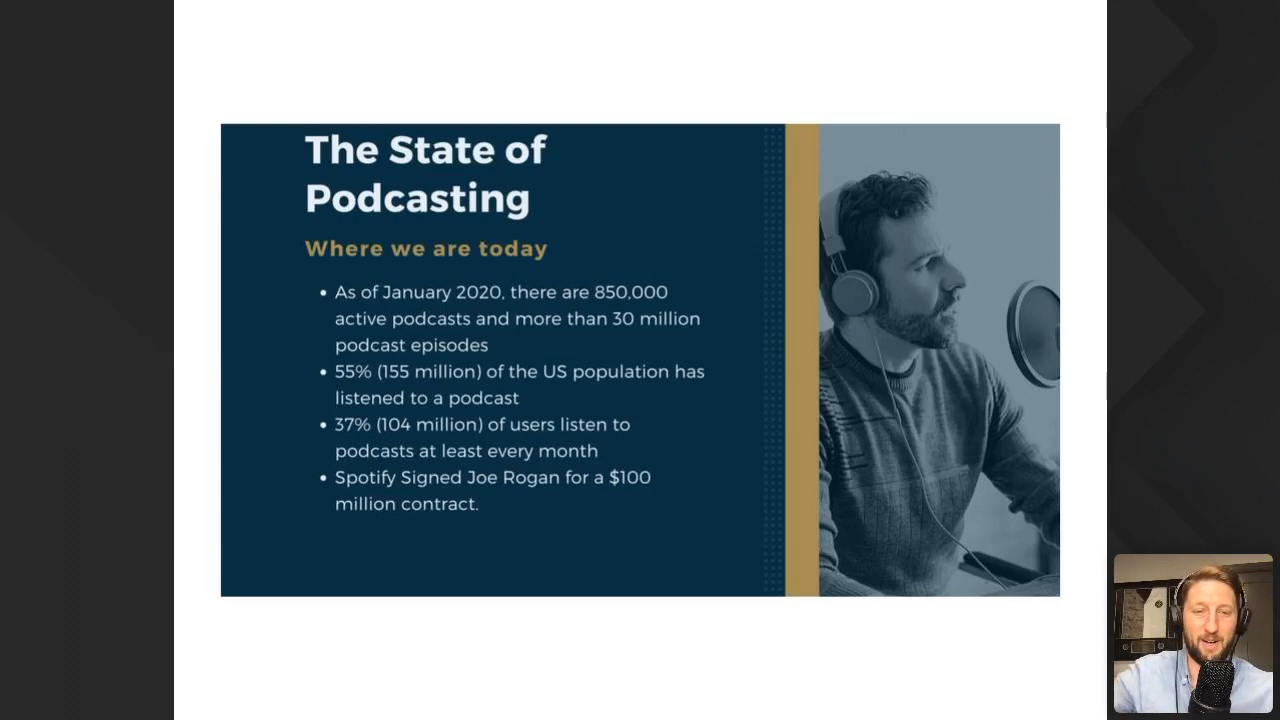 The State of
Podcasting
Where we are today
• As of January 2020, there are 850,000
active podcasts and more than 30 million
podcast episodes
• 55% (155 million) of the US population has
listened to a podcast
• 37% (104 million) of users listen to
podcasts at least every month
• Spotify Signed Joe Rogan for a $100
million contract.